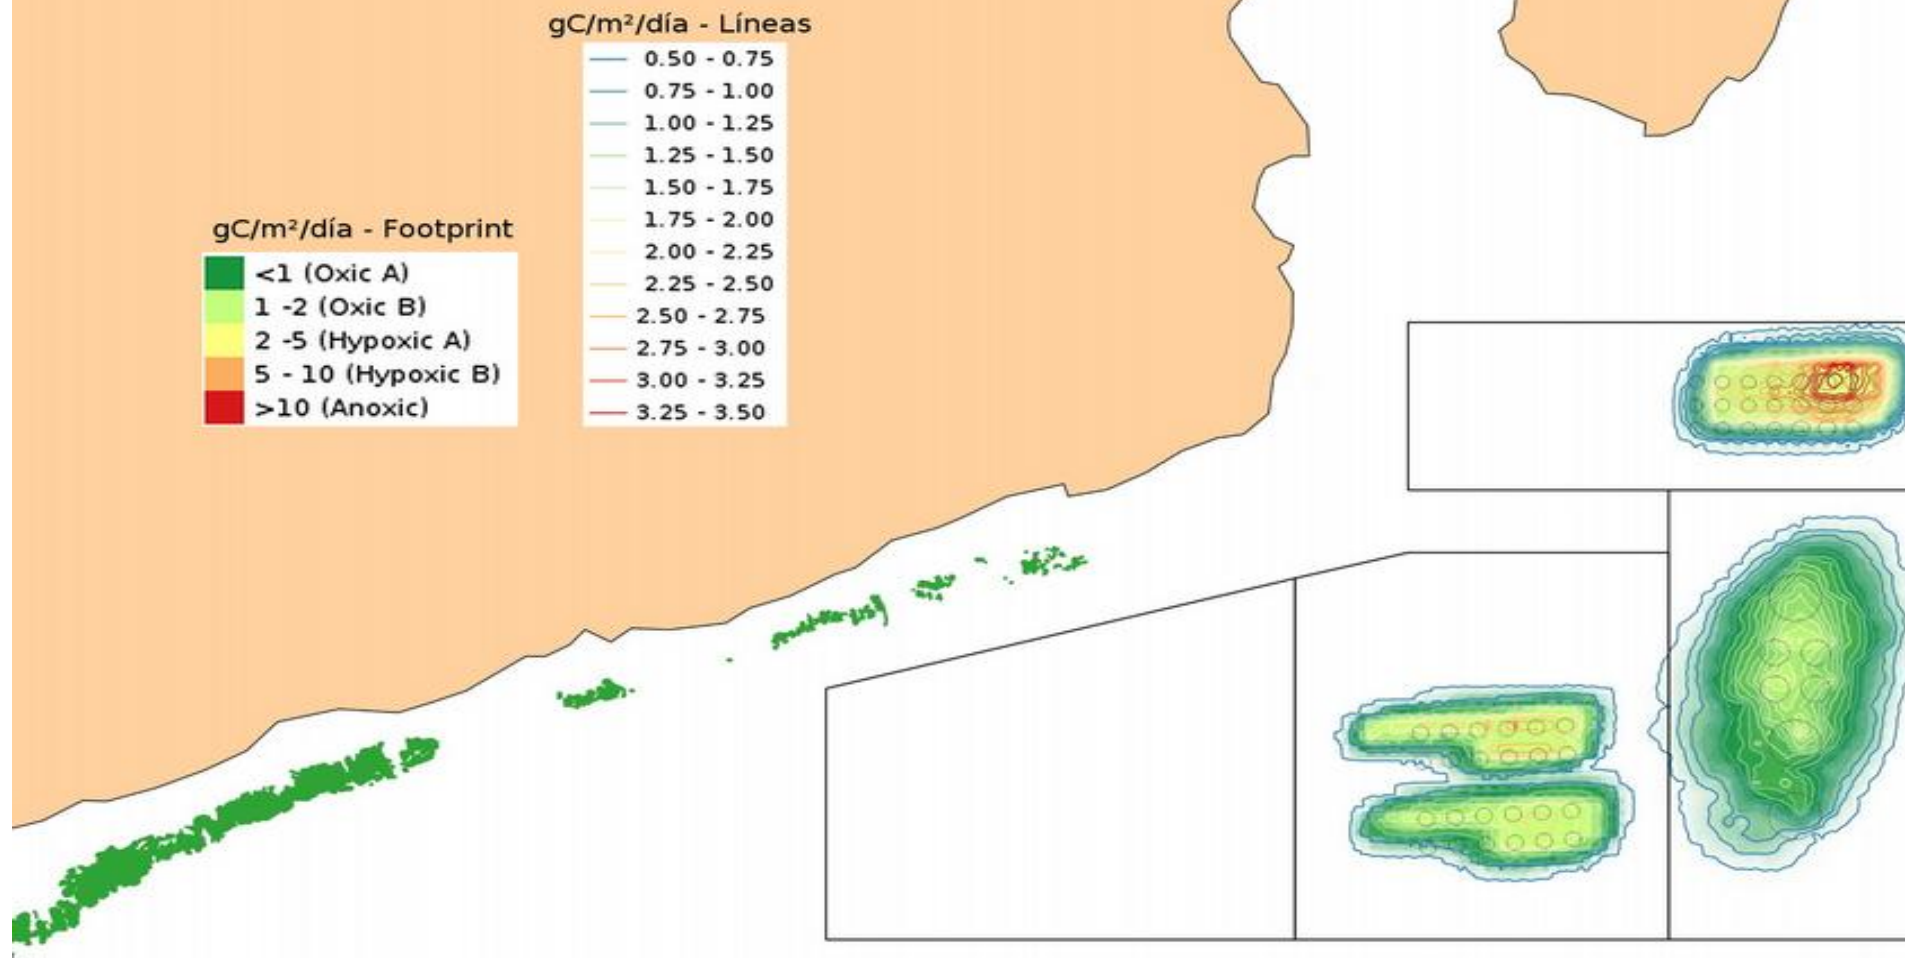 gC/m²/día - Líneas
0.50 - 0.75
0.75 - 1.00
1.00 - 1.25
1.25 - 1.50
1.50 - 1.75
1.75 - 2.00
2.00 - 2.25
2.25 - 2.50
2.50 - 2.75
2.75 - 3.00
3.00 - 3.25
3.25 - 3.50
gC/m²/día - Footprint
<1 (Oxic A)
1 -2 (Oxic B)
2 -5 (Hypoxic A)
5 - 10 (Hypoxic B)
>10 (Anoxic)